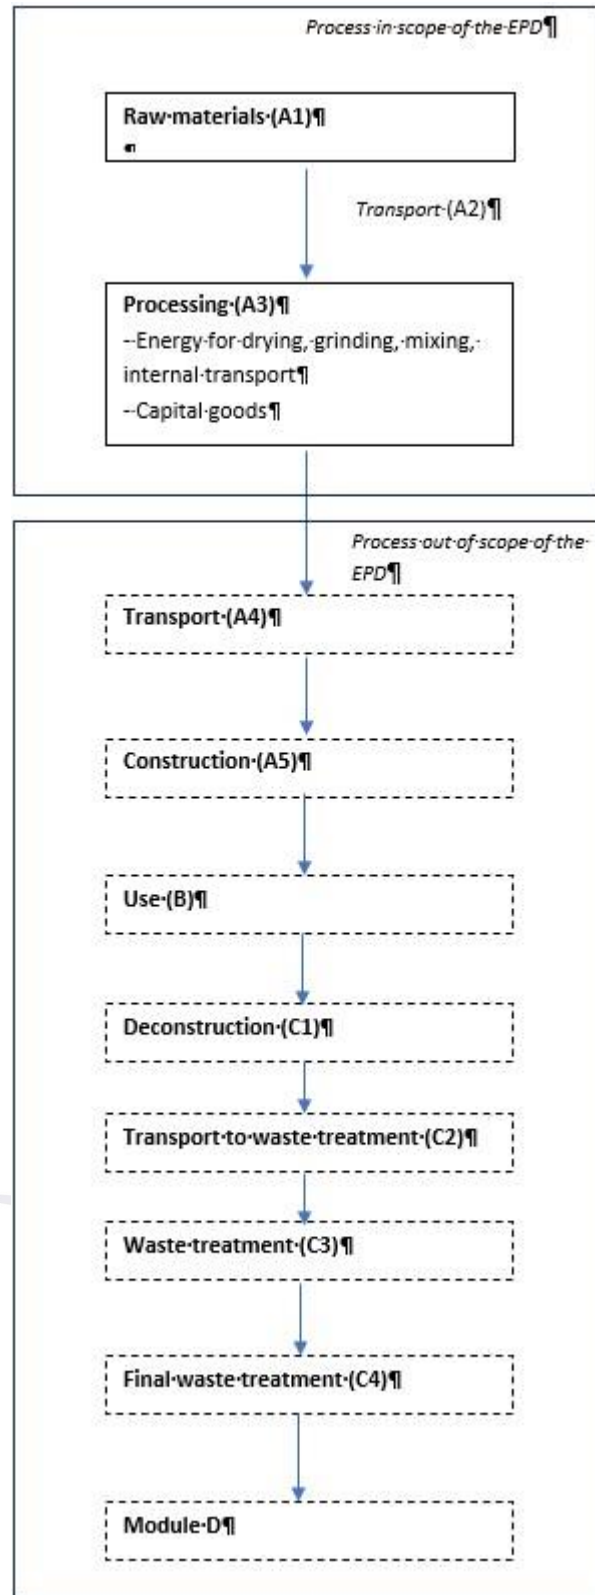 Process·in·scope·of·the·EPD¶
Raw·materials·(A1)¶
¶
Transport·(A2)¶
Processing·(A3)¶
-·Energy·for·drying,·grinding,·mixing,·
internal·transport¶
-·Capital·goods¶
Process·out·of·scope·of·the·
EPD¶
Transport·(A4)¶
Construction·(A5)¶
Use·(B)¶
Deconstruction·(C1)¶
Transport·to·waste·treatment·(C2)¶
Waste·treatment·(C3)¶
Final·waste·treatment·(C4)¶
Module·D¶